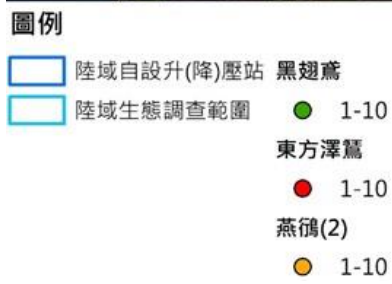 圖例
陸域自設升(降)壓站
陸域生態調查範圍
黑翅鳶
1-10
東方澤鵟
1-10
燕鴴(2)
1-10